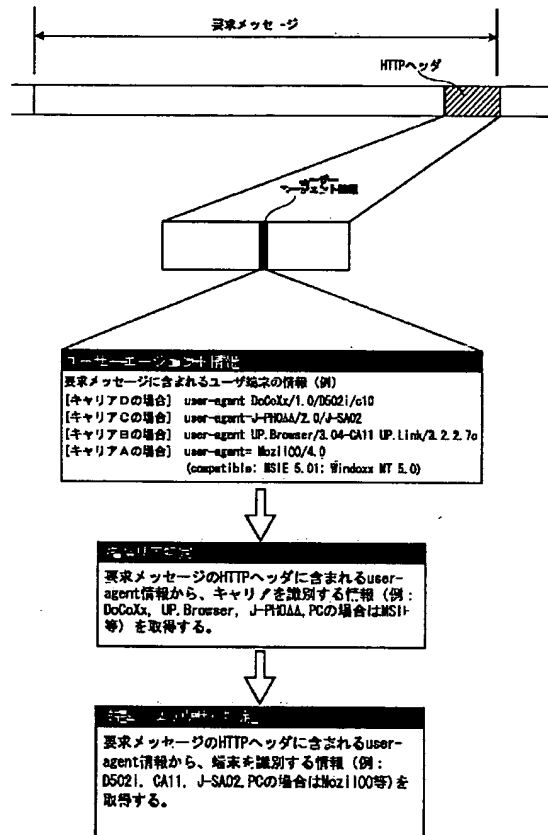 要求メッセージ
HTTPヘッダ
ユーザー
要求メッセージに含まれるユーザ端末の情報(例)
[キャリアDの場合] user-agent DoCoXx/1.0/D502i/c10
[キャリアCの場合] user-agent=J-PHOΔΔ/2.0/J-SA02
[キャリアBの場合] user-agent UP.Browser/3.04-CA11 UP.Link/3.2.2.7c
[キャリアAの場合] user-agent= MozilOO/4.0
(compatible: MSIE 5.01; Windoxx NT 5.0)
要求メッセージのHTTPヘッダに含まれるuser-
agent情報から、キャリアを識別する情報(例:
DoCoXx, UP.Browser, J-PHOΔΔ,PCの場合はMSIE
等)を取得する。
要求メッセージのHTTPヘッダに含まれるuser-
agent情報から、端末を識別する情報(例:
D502i, CA11, J-SA02,PCの場合はMozilOO等)を
取得する。